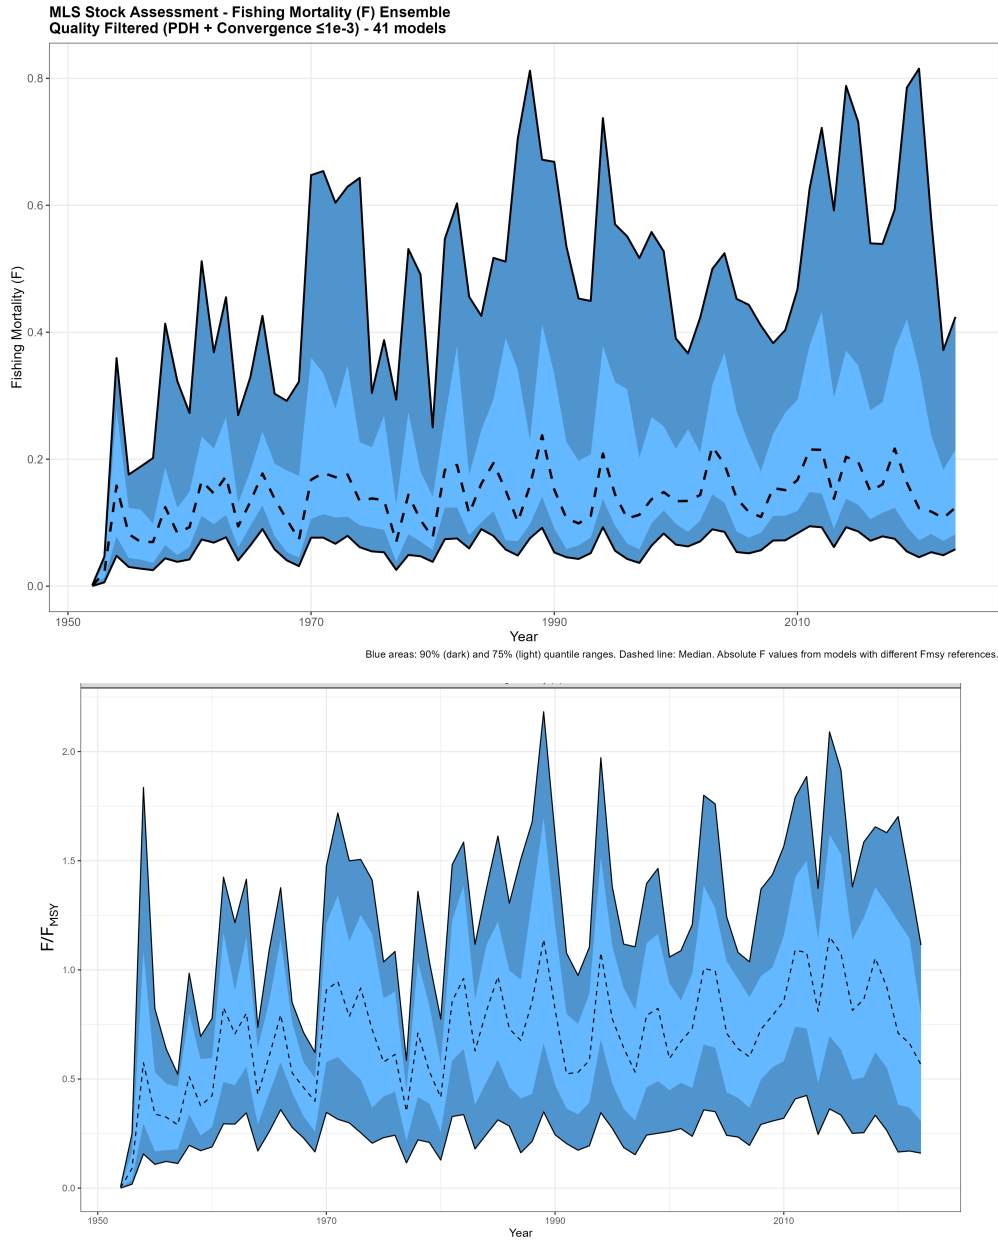 MLS Stock Assessment - Fishing Mortality (F) Ensemble
Quality Filtered (PDH + Convergence ≤1e-3) - 41 models
Fishing Mortality (F)
0.8
0.6
0.4
0.2
0.0
1950 1970 1990 2010
Year
Blue areas: 90% (dark) and 75% (light) quantile ranges. Dashed line: Median. Absolute F values from models with different Fmsy references.
F/FMSY
2.0
1.5
1.0
0.5
0.0
1950 1970 1990 2010
Year